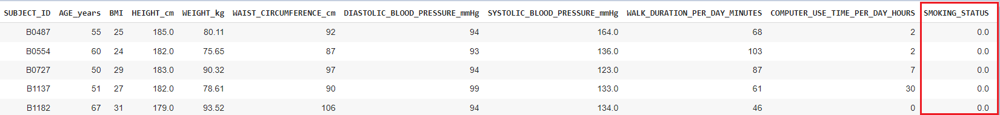 SUBJECT_ID AGE_years BMI HEIGHT_cm WEIGHT_kg WAIST_CIRCUMFERENCE_cm DIASTOLIC_BLOOD_PRESSURE_mmHg SYSTOLIC_BLOOD_PRESSURE_mmHg WALK_DURATION_PER_DAY_MINUTES COMPUTER_USE_TIME_PER_DAY_HOURS SMOKING_STATUS
B0487 55 25 185.0 80.11 92 94 164.0 68 2 0.0
B0554 60 24 182.0 75.65 87 93 136.0 103 2 0.0
B0727 50 29 183.0 90.32 97 94 123.0 87 7 0.0
B1137 51 27 182.0 78.61 90 99 133.0 61 30 0.0
B1182 67 31 179.0 93.52 106 94 134.0 46 0 0.0